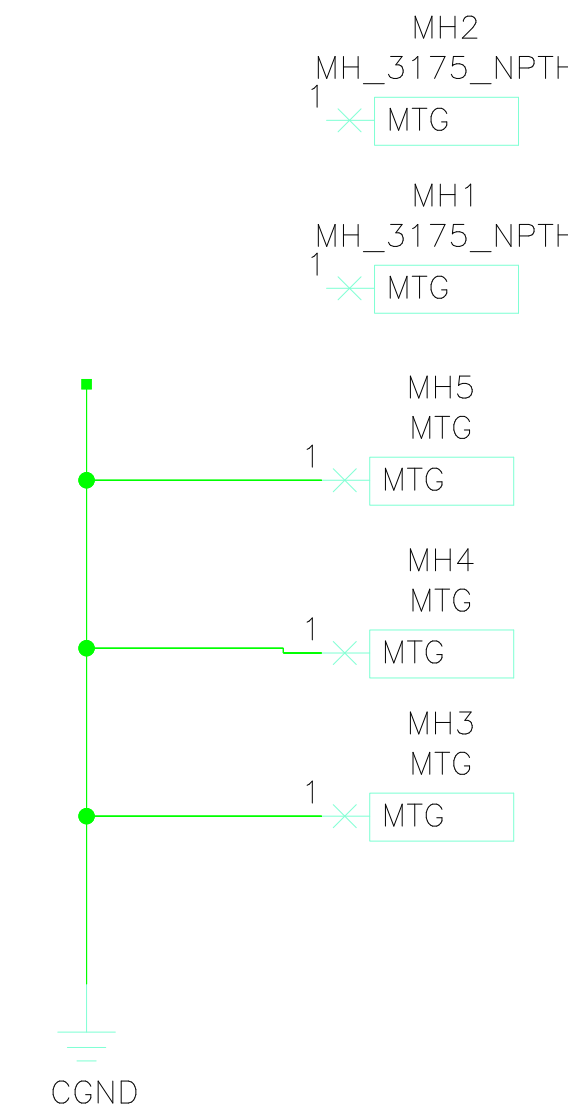 MH2
MH_3175_NPTH
1
MTG
MH1
MH_3175_NPTH
1
MTG
MH5
MTG
1
MTG
MH4
MTG
1
MTG
MH3
MTG
1
MTG
CGND